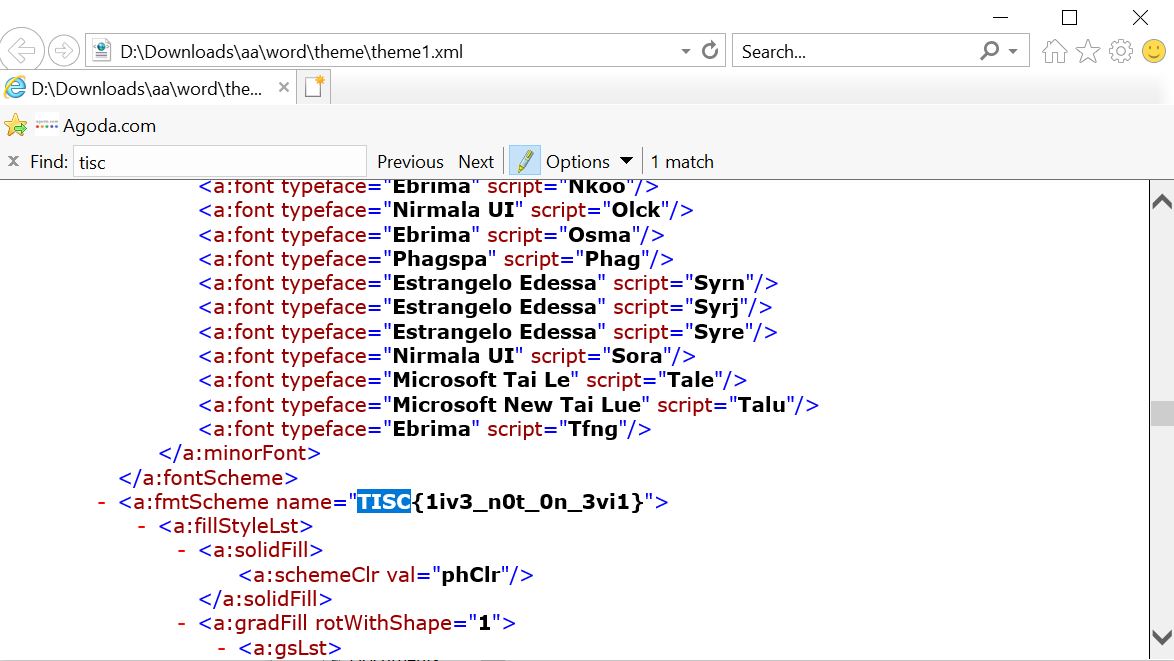 D:\Downloads\aa\word\theme\theme1.xml
Search...
D:\Downloads\aa\word\the...
Agoda.com
x Find: tisc Previous Next Options 1 match
<a:font typeface="Ebrima" script="Nkoo"/>
<a:font typeface="Nirmala UI" script="Olck"/>
<a:font typeface="Ebrima" script="Osma"/>
<a:font typeface="Phagspa" script="Phag"/>
<a:font typeface="Estrangelo Edessa" script="Syrn"/>
<a:font typeface="Estrangelo Edessa" script="Syrj"/>
<a:font typeface="Estrangelo Edessa" script="Syre"/>
<a:font typeface="Nirmala UI" script="Sora"/>
<a:font typeface="Microsoft Tai Le" script="Tale"/>
<a:font typeface="Microsoft New Tai Lue" script="Talu"/>
<a:font typeface="Ebrima" script="Tfng"/>
</a:minorFont>
</a:fontScheme>
- <a:fmtScheme name="TISC{1iv3_n0t_0n_3vi1}">
- <a:fillStyleLst>
- <a:solidFill>
<a:schemeClr val="phClr"/>
</a:solidFill>
- <a:gradFill rotWithShape="1">
- <a:gsLst>